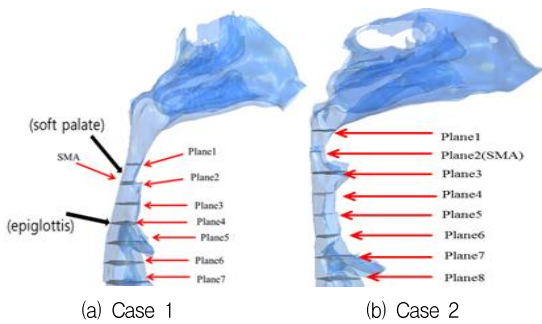 (soft palate)
SMA
(epiglottis)
Plane1
Plane2
Plane3
Plane4
Plane5
Plane6
Plane7
(a) Case 1
Plane1
Plane2(SMA)
Plane3
Plane4
Plane5
Plane6
Plane7
Plane8
(b) Case 2